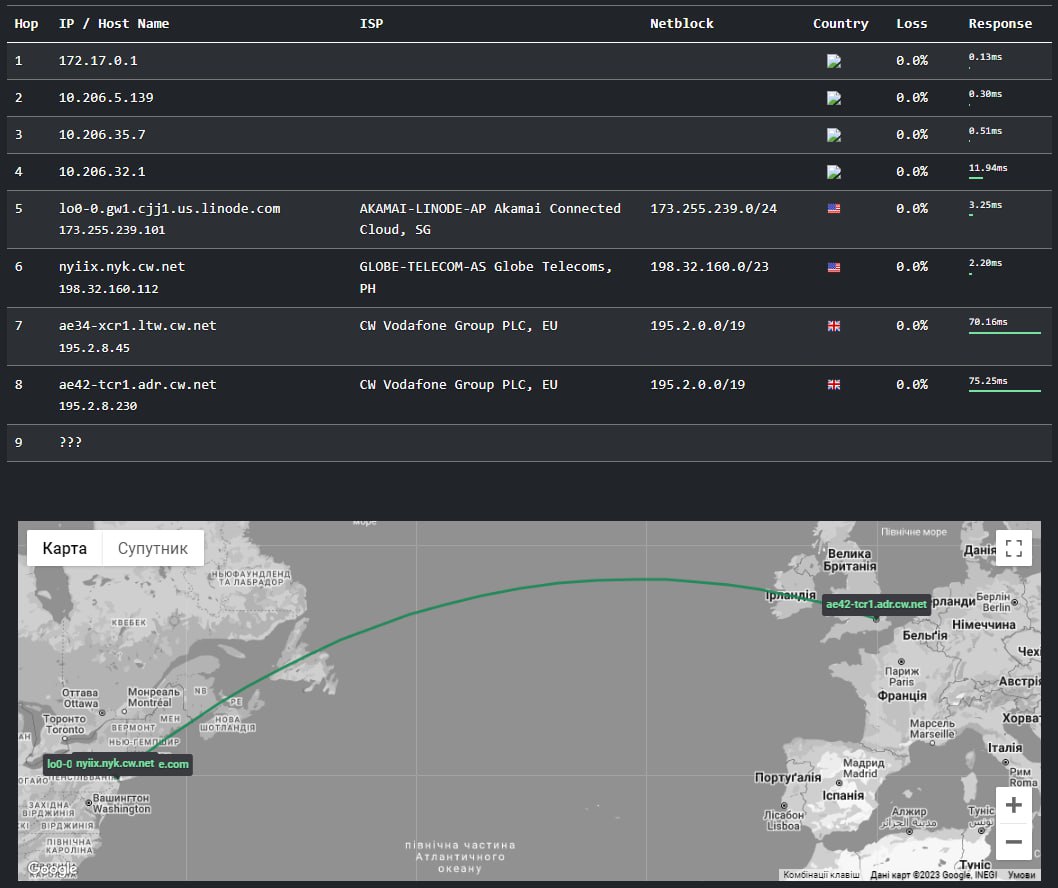 Hop IP / Host Name ISP Netblock Country Loss Response
1 172.17.0.1 0.0% 0.13ms
2 10.206.5.139 0.0% 0.30ms
3 10.206.35.7 0.0% 0.51ms
4 10.206.32.1 0.0% 11.94ms
5 lo0-0.gw1.cjj1.us.linode.com AKAMAI-LINODE-AP Akamai Connected 173.255.239.0/24 0.0% 3.25ms
173.255.239.101 Cloud, SG
6 nyiix.nyk.cw.net GLOBE-TELECOM-AS Globe Telecoms, 198.32.160.0/23 0.0% 2.20ms
198.32.160.112 PH
7 ae34-xcr1.ltw.cw.net CW Vodafone Group PLC, EU 195.2.0.0/19 0.0% 70.16ms
195.2.8.45
8 ae42-tcr1.adr.cw.net CW Vodafone Group PLC, EU 195.2.0.0/19 0.0% 75.25ms
195.2.8.230
9 ???
море
Північне море
Карта Супутник
Велика
Британія
Данія
НЬЮФАУНДЛЕНД
ТА ЛАБРАДОР
Ірландія
ae42-tcr1.adr.cw.net
Берлін
Berlin
КВЕБЕК
Німеччина
Бельгія
Париж
Paris
Франція
Оттава
Ottawa
Монреаль
Montréal
NB
PE
НОВА
ШОТЛАНДІЯ
Торонто
Toronto
МЕН
ВЕРМОНТ
НЬЮ-ГЕМПШИР
Марсель
Marseille
Італія
lo0-0 nyiix.nyk.cw.net e.com
Рим
Roma
Мадрид
Madrid
Португалія
Іспанія
Лісабон
Lisboa
Вашингтон
Washington
ЗАХІДНА
ВІРДЖИНІЯ
ВІРДЖИНІЯ
Алжир
Туніс
تونس
ПІВНІЧНА
КАРОЛІНА
північна частина
Атлантичного
океану
Туніс
Google
Комбінації клавіш Дані карт ©2023 Google, INEGI Умови